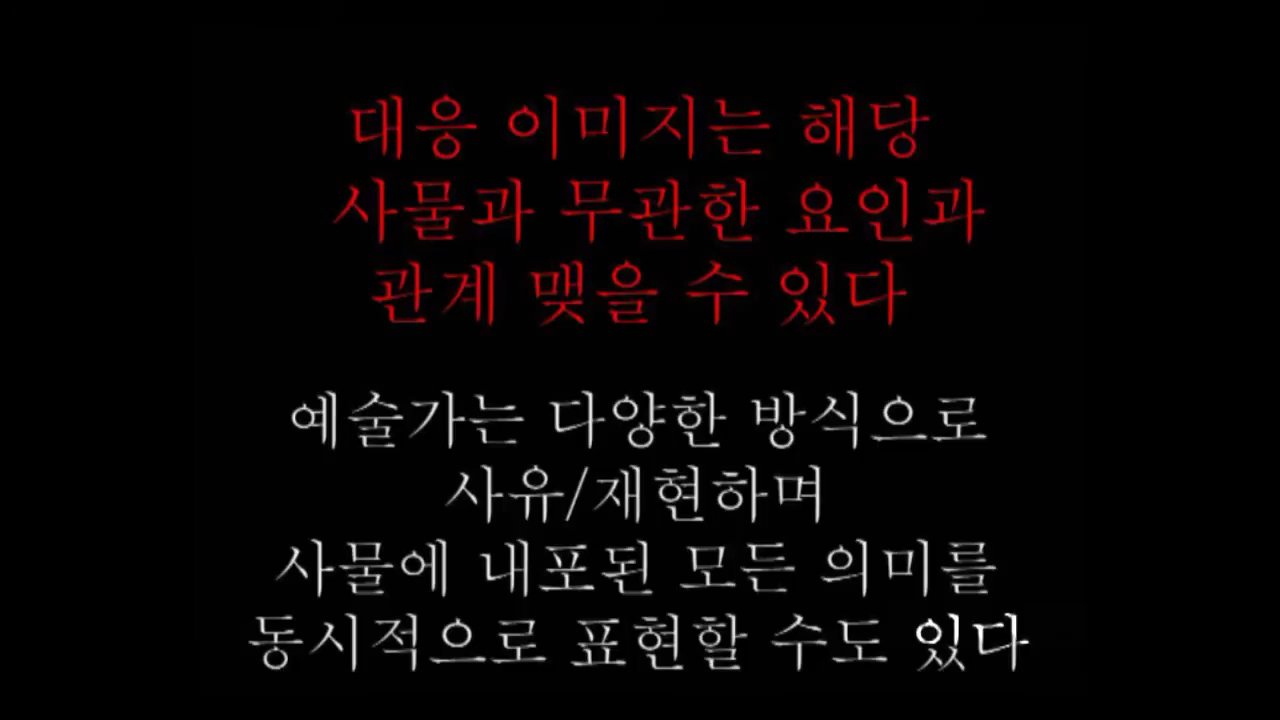 대응 이미지는 해당
사물과 무관한 요인과
관계 맺을 수 있다
예술가는 다양한 방식으로
사유/재현하며
사물에 내포된 모든 의미를
동시적으로 표현할 수도 있다